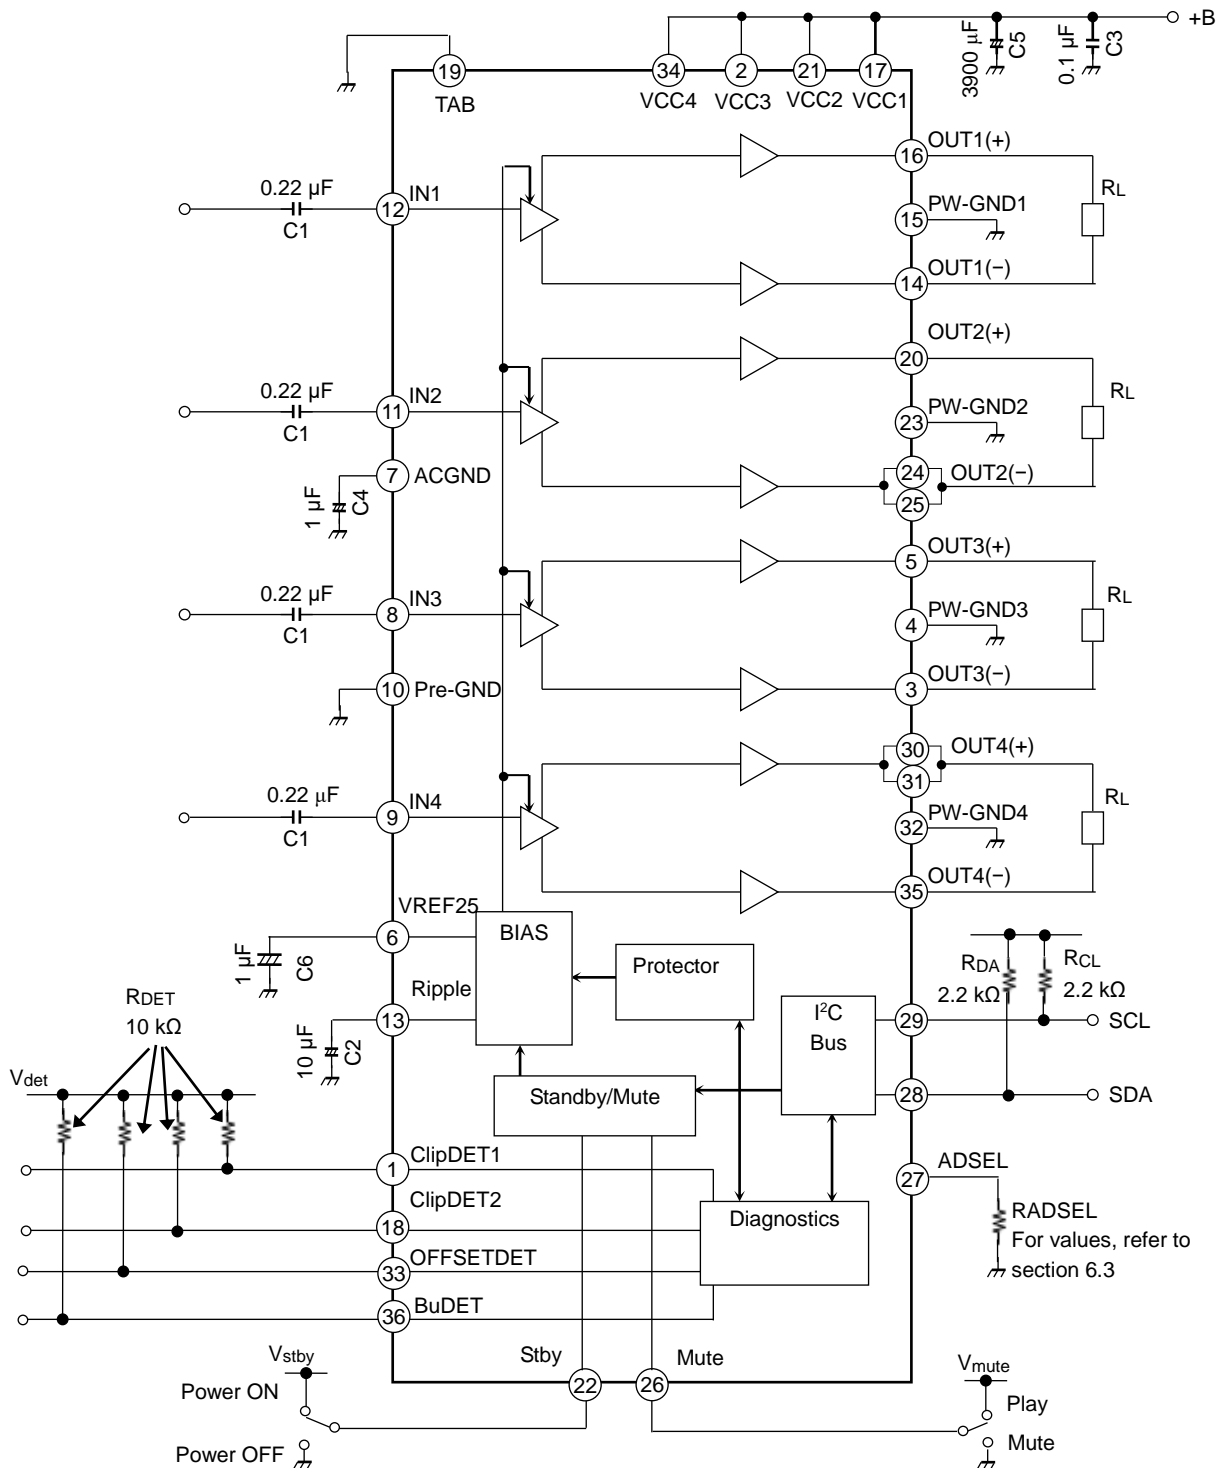 +B
3900 μF
C5
0.1 μF
C3
19
34
2
21
17
TAB
VCC4
VCC3
VCC2
VCC1
OUT1(+)
16
0.22 μF
C1
12
IN1
RL
15
PW-GND1
14
OUT1(−)
OUT2(+)
20
0.22 μF
C1
11
IN2
RL
23
PW-GND2
7
ACGND
1 μF
C4
24
25
OUT2(−)
5
OUT3(+)
0.22 μF
C1
8
IN3
RL
4
PW-GND3
10
Pre-GND
3
OUT3(−)
30
31
OUT4(+)
0.22 μF
C1
9
IN4
RL
32
PW-GND4
35
OUT4(−)
VREF25
6
1 μF
C6
BIAS
Protector
RDA
2.2 kΩ
RCL
2.2 kΩ
Ripple
13
10 μF
C2
RDET
10 kΩ
I²C
Bus
29
SCL
Vdet
Standby/Mute
28
SDA
1
ClipDET1
27
ADSEL
ClipDET2
18
Diagnostics
RADSEL
For values, refer to
section 6.3
OFFSETDET
33
BuDET
36
Stby
Mute
22
26
Vstby
Power ON
Power OFF
Vmute
Play
Mute